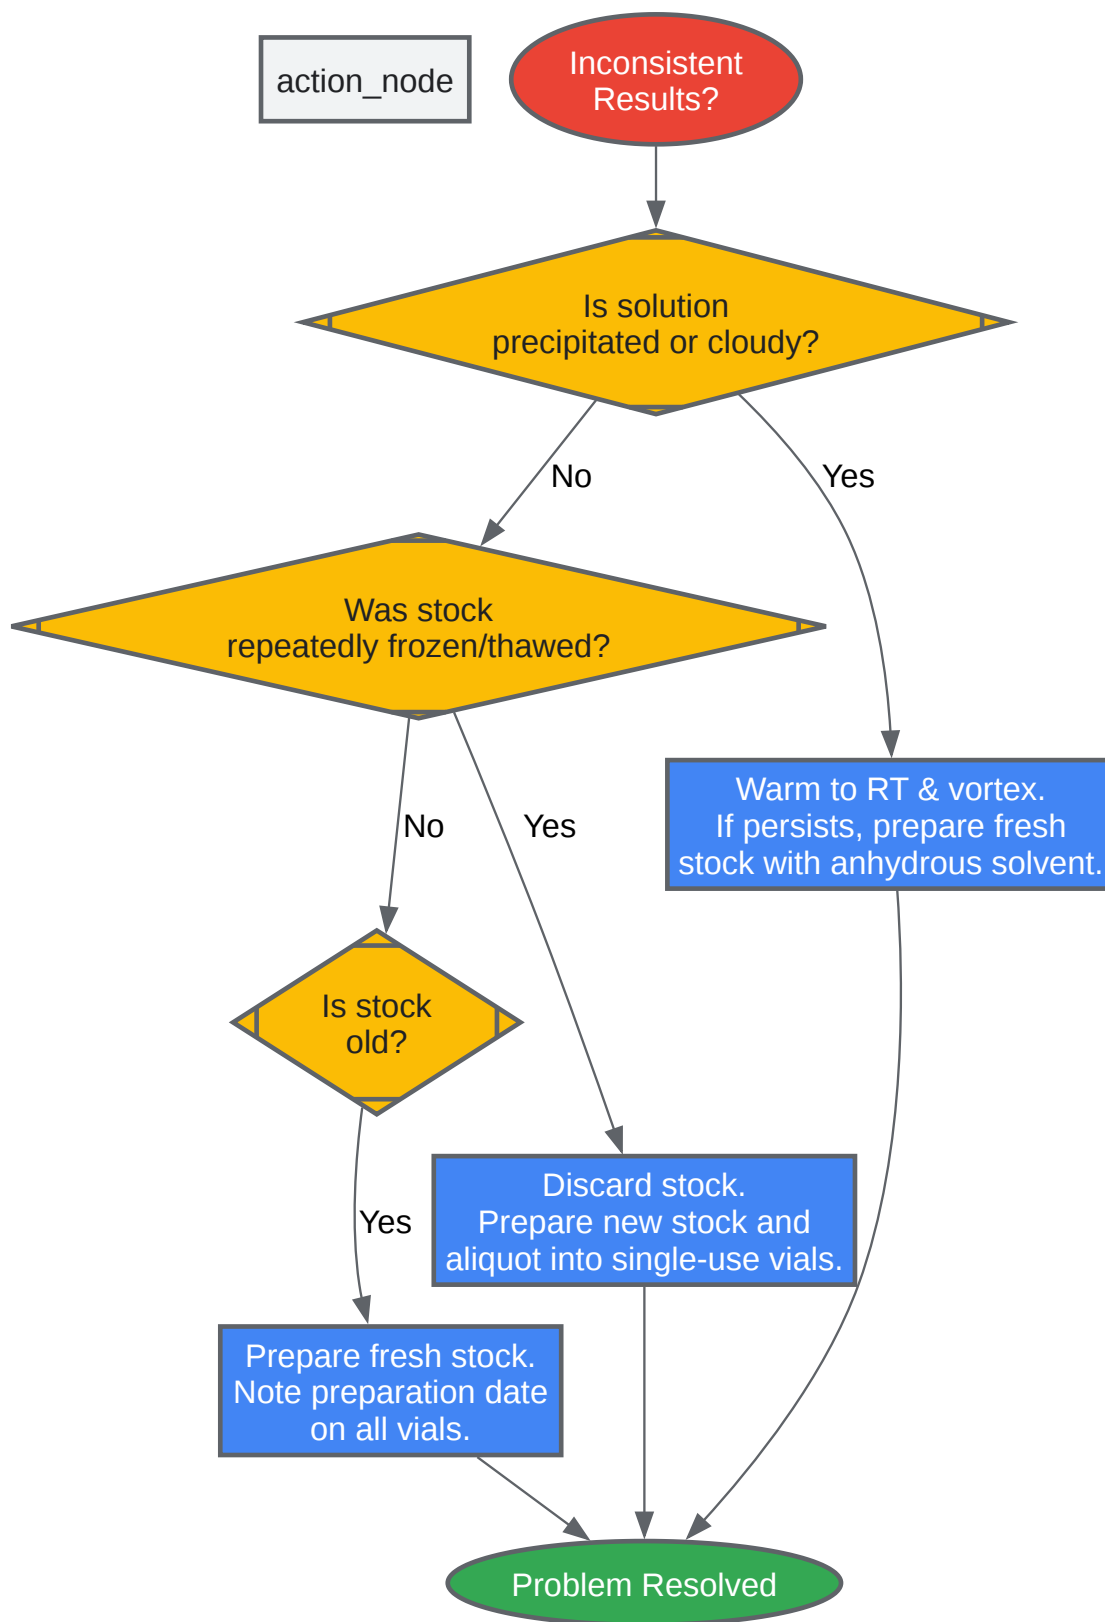 action_node
Inconsistent
Results?
Is solution
precipitated or cloudy?
No
Yes
Was stock
repeatedly frozen/thawed?
Warm to RT & vortex.
If persists, prepare fresh
stock with anhydrous solvent.
No
Yes
Is stock
old?
Discard stock.
Prepare new stock and
aliquot into single-use vials.
Yes
Prepare fresh stock.
Note preparation date
on all vials.
Problem Resolved